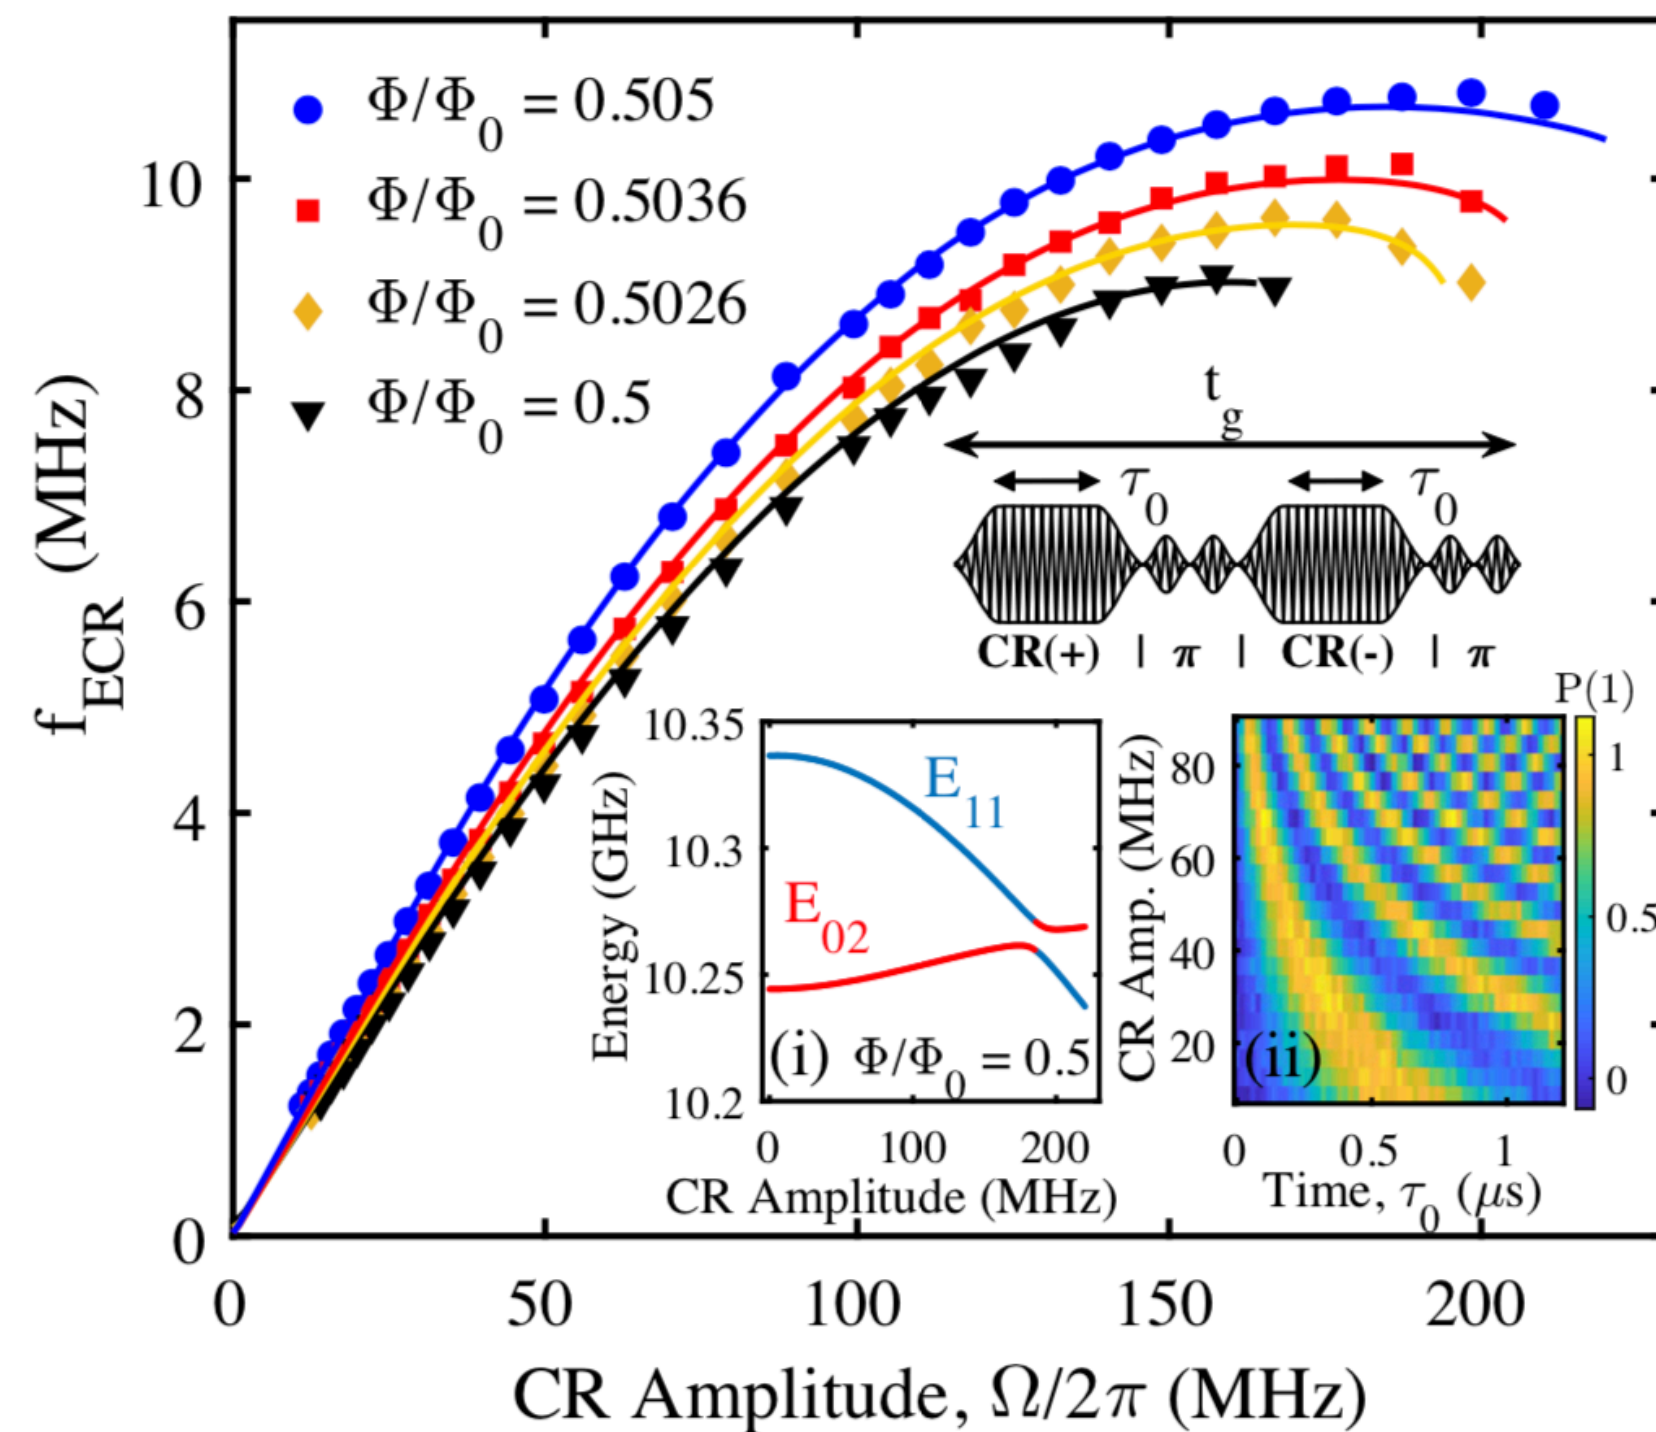 Φ/Φ₀ = 0.505
Φ/Φ₀ = 0.5036
Φ/Φ₀ = 0.5026
Φ/Φ₀ = 0.5
f_ECR (MHz)
10
8
6
4
2
0
0 50 100 150 200
CR Amplitude, Ω/2π (MHz)
t_g
τ₀ τ₀
CR(+) | π | CR(-) | π
Energy (GHz)
10.35
10.3
10.25
10.2
E₁₁
E₀₂
(i) Φ/Φ₀ = 0.5
0 100 200
CR Amplitude (MHz)
P(1)
1
0.5
0
CR Amp. (MHz)
80
60
40
20
(ii)
0 0.5 1
Time, τ₀ (μs)